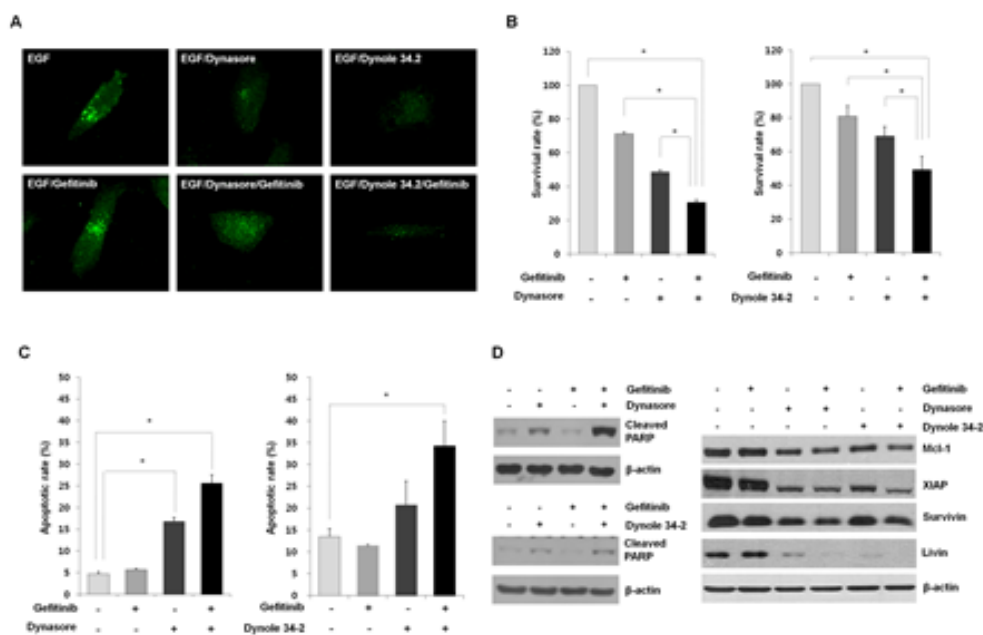 A
EGF
EGF/Dynasore
EGF/Dynole 34.2
EGF/Gefitinib
EGF/Dynasore/Gefitinib
EGF/Dynole 34.2/Gefitinib
B
Survivial rate (%)
120
100
80
60
40
20
0
* * *
Gefitinib - + - +
Dynasore - - + +
Survival rate (%)
120
100
80
60
40
20
0
* * *
Gefitinib - + - +
Dynole 34-2 - - + +
C
Apoptotic rate (%)
50
45
40
35
30
25
20
15
10
5
0
* *
Gefitinib - + - +
Dynasore - - + +
Apoptotic rate (%)
50
45
40
35
30
25
20
15
10
5
0
*
Gefitinib - + - +
Dynole 34-2 - - + +
D
- - + + Gefitinib
- + - + Dynasore
Cleaved
PARP
β-actin
- - + + Gefitinib
- + - + Dynole 34-2
Cleaved
PARP
β-actin
- + - + - + Gefitinib
- - + + - - Dynasore
- - - - + + Dynole 34-2
Mcl-1
XIAP
Survivin
Livin
β-actin